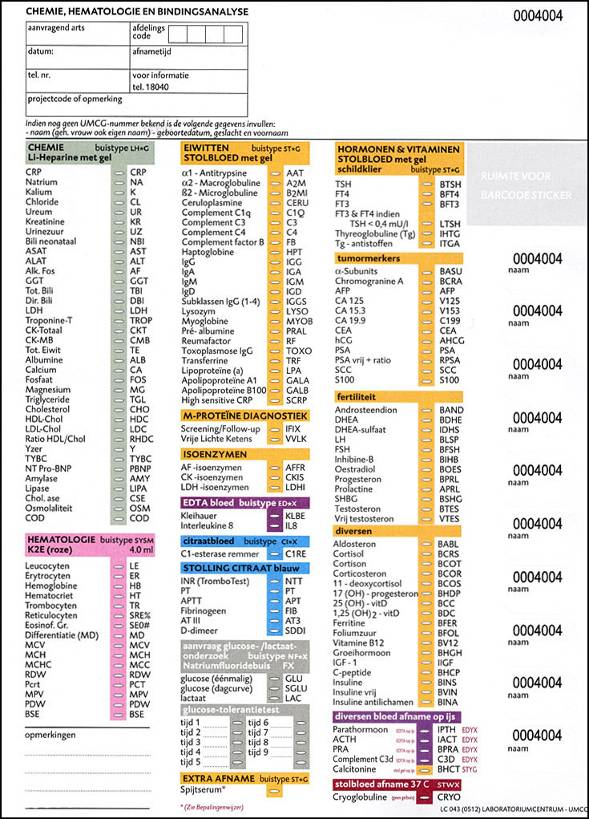 CHEMIE, HEMATOLOGIE EN BINDINGSANALYSE
0004004
aanvragend arts
afdelings code
datum:
afnametijd
tel. nr.
voor informatie
tel. 18040
projectcode of opmerking
Indien nog geen UMCG-nummer bekend is de volgende gegevens invullen:
- naam (geh. vrouw ook eigen naam) - geboortedatum, geslacht en voornaam
CHEMIE buistype LH+G
Li-Heparine met gel
CRP CRP
Natrium NA
Kalium K
Chloride CL
Ureum UR
Kreatinine KR
Urinezuur UZ
Bili neonataal NBI
ASAT AST
ALAT ALT
Alk. Fos AF
GGT GGT
Tot. Bili TBI
Dir. Bili DBI
LDH LDH
Troponine-T TROP
CK-Totaal CKT
CK-MB CMB
Tot. Eiwit TE
Albumine ALB
Calcium CA
Fosfaat FOS
Magnesium MG
Triglyceride TGL
Cholesterol CHO
HDL-Chol HDC
LDL-Chol LDC
Ratio HDL/Chol RHDC
Yzer Y
TYBC TYBC
NT Pro-BNP PBNP
Amylase AMY
Lipase LIPA
Chol. ase CSE
Osmoloaliteit OSM
COD COD
HEMATOLOGIE buistype SYSM
K2E (roze) 4.0 ml
Leucocyten LE
Erytrocyten ER
Hemoglobine HB
Hematocriet HT
Trombocyten TR
Reticulocyten SRE%
Eosinof. Gr. SE0#
Differentiatie (MD) MD
MCV MCV
MCH MCH
MCHC MCC
RDW RDW
Pcrt PCT
MPV MPV
PDW PDW
BSE BSE
opmerkingen
EIWITTEN buistype ST+G
STOLBLOED met gel
α1 - Antitrypsine AAT
α2 - Macroglobuline A2M
ß2 - Microglobuline B2MI
Ceruloplasmine CERU
Complement C1q C1Q
Complement C3 C3
Complement C4 C4
Complement factor B FB
Haptoglobine HPT
IgG IGG
IgA IGA
IgM IGM
IgD IGD
Subklassen IgG (1-4) IGGS
Lysozym LYSO
Myoglobine MYOB
Pré- albumine PRAL
Reumafactor RF
Toxoplasmose IgG TOXO
Transferrine TRF
Lipoproteïne (a) LPA
Apolipoproteïne A1 GALA
Apolipoproteïne B100 GALB
High sensitive CRP SCRP
M-PROTEÏNE DIAGNOSTIEK
Screening/Follow-up IFIX
Vrije Lichte Ketens VVLK
ISOENZYMEN
AF -isoenzymen AFFR
CK -isoenzymen CKIS
LDH -isoenzymen LDHI
EDTA bloed buistype ED+X
Kleihauer KLBE
Interleukine 8 IL8
citraatbloed buistype CI+X
C1-esterase remmer C1RE
STOLLING CITRAAT blauw
INR (TromboTest) NTT
PT PT
APTT APT
Fibrinogeen FIB
AT III AT3
D-dimeer SDDI
aanvraag glucose- /lactaat-
onderzoek buistype NF+X
Natriumfluoridebuis FX
glucose (éénmalig) GLU
glucose (dagcurve) SGLU
lactaat LAC
glucose-tolerantietest
tijd 1 tijd 6
tijd 2 tijd 7
tijd 3 tijd 8
tijd 4 tijd 9
tijd 5
EXTRA AFNAME buistype ST+G
Spijtserum*
* (Zie Bepalingenwijzer)
HORMONEN & VITAMINEN
STOLBLOED met gel
schildklier buistype ST+G
TSH BTSH
FT4 BFT4
FT3 BFT3
FT3 & FT4 indien
TSH < 0,4 mU/l LTSH
Thyreoglobuline (Tg) IHTG
Tg - antistoffen ITGA
tumormerkers
α-Subunits BASU
Chromogranine A BCRA
AFP AFP
CA 125 V125
CA 15.3 V153
CA 19.9 C199
CEA CEA
hCG AHCG
PSA PSA
PSA vrij + ratio RPSA
SCC SCC
S100 S100
fertiliteit
Androsteendion BAND
DHEA BDHE
DHEA-sulfaat IDHS
LH BLSP
FSH BFSH
Inhibine-B BIHB
Oestradiol BOES
Progesteron BPRL
Prolactine APRL
SHBG BSHG
Testosteron BTES
Vrij testosteron VTES
diversen
Aldosteron BABL
Cortisol BCRS
Cortison BCOT
Corticosteron BCOR
11 - deoxycortisol BCOS
17 (OH) - progesteron BHDP
25 (OH) - vitD BCC
1,25 (OH)2 - vitD BDC
Ferritine BFER
Foliumzuur BFOL
Vitamine B12 BV12
Groeihormoon BHGH
IGF - 1 IIGF
C-peptide BHCP
Insuline BINS
Insuline vrij BVIN
Insuline antilichamen BINA
diversen bloed afname op ijs
Parathormoon IPTH EDYX
ACTH IACT EDYX
PRA BPRA EDYX
Complement C3d C3D EDYX
Calcitonine BHCT STYG
stolbloed afname 37 C STWX
Cryoglobuline CRYO
RUIMTE VOOR
BARCODE STICKER
0004004
naam
0004004
naam
0004004
naam
0004004
naam
0004004
naam
0004004
naam
0004004
naam
0004004
naam
0004004
naam
LC 043 (0512) LABORATORIUMCENTRUM - UMCG